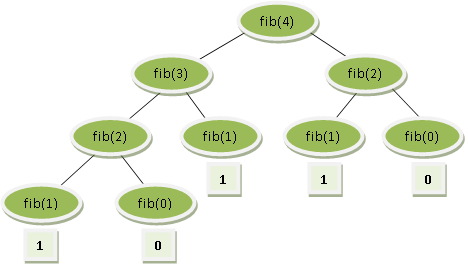 fib(4)
fib(3) fib(2)
fib(2) fib(1) fib(1) fib(0)
1 1 0
fib(1) fib(0)
1 0